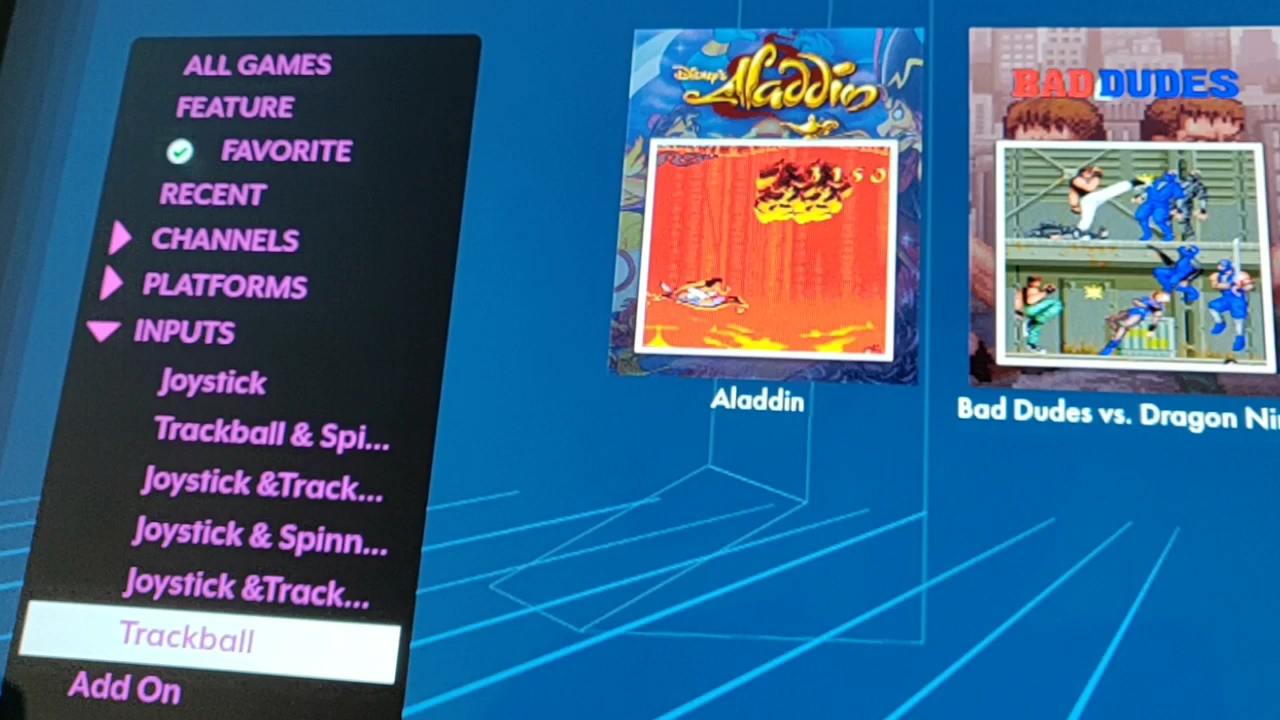 ALL GAMES
FEATURE
FAVORITE
RECENT
CHANNELS
PLATFORMS
INPUTS
Joystick
Trackball & Spi...
Joystick &Track...
Joystick & Spinn...
Joystick &Track...
Trackball
Add On
Disney's
Aladdin
3150
Aladdin
BAD DUDES
Bad Dudes vs. Dragon Ni